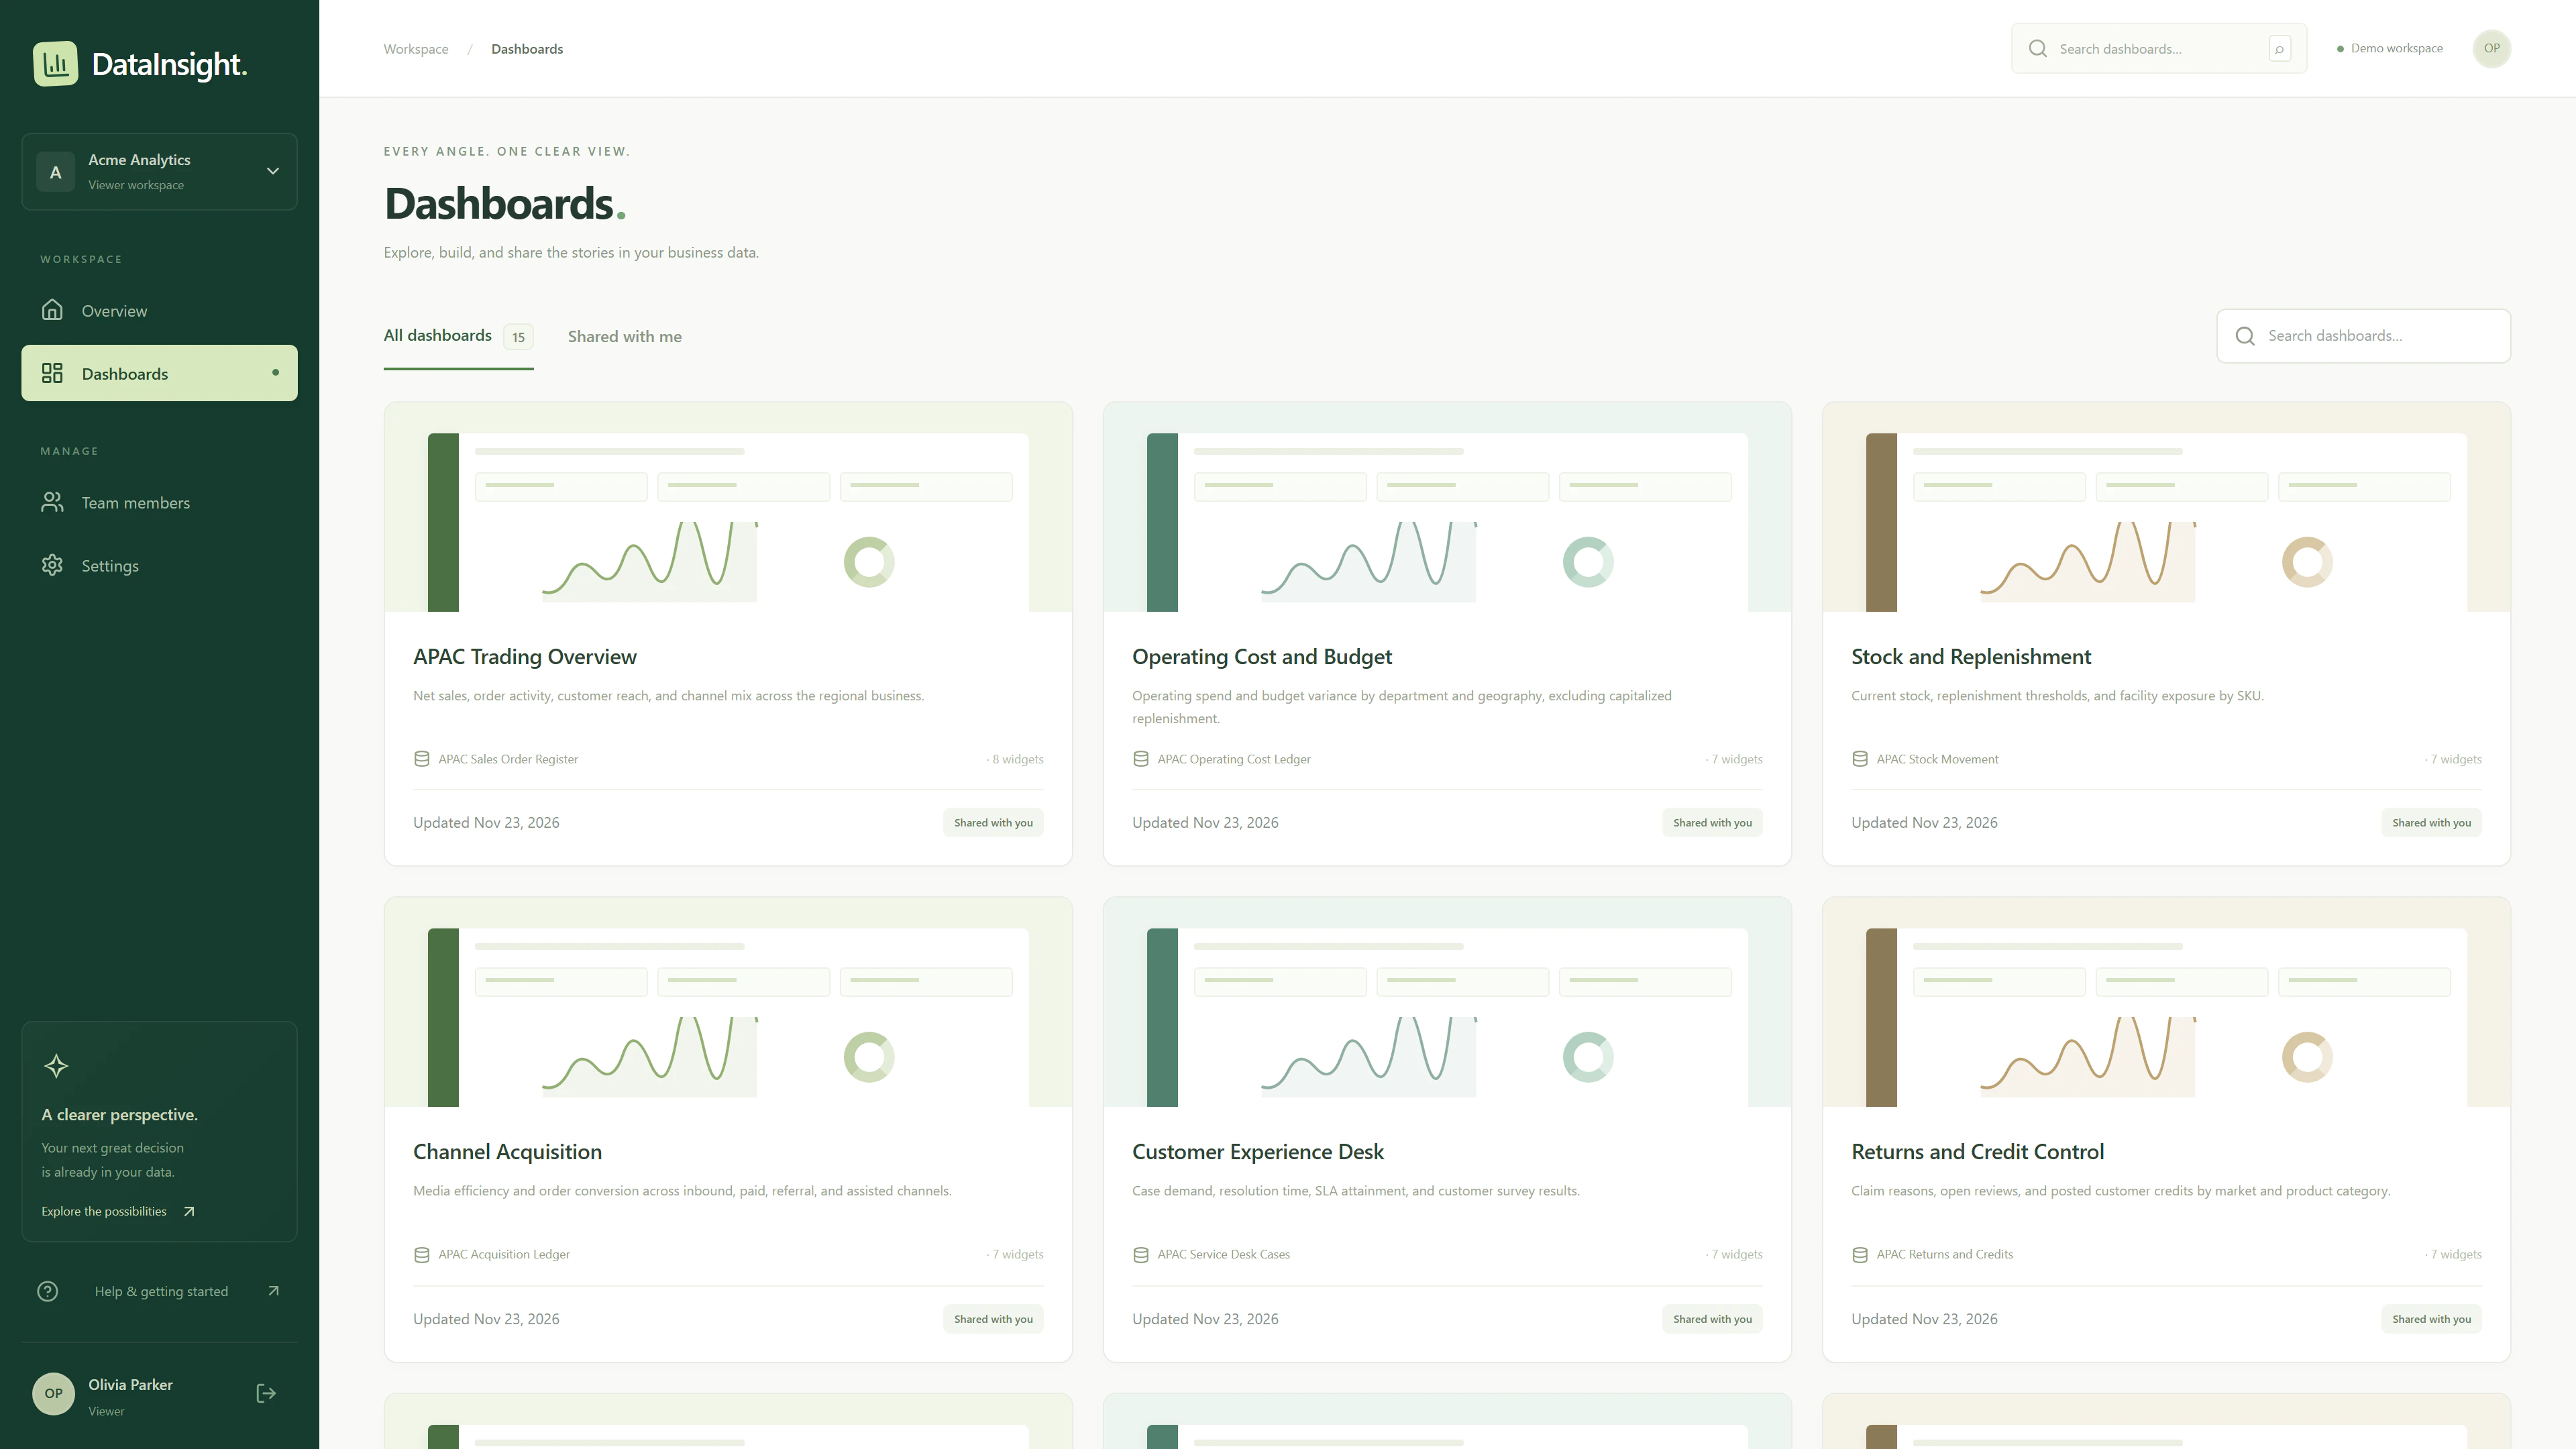 DataInsight.
A
Acme Analytics
Viewer workspace
WORKSPACE
Overview
Dashboards
MANAGE
Team members
Settings
A clearer perspective.
Your next great decision
is already in your data.
Explore the possibilities
Help & getting started
OP
Olivia Parker
Viewer
Workspace / Dashboards
Search dashboards...
Demo workspace
OP
EVERY ANGLE. ONE CLEAR VIEW.
Dashboards.
Explore, build, and share the stories in your business data.
All dashboards 15
Shared with me
Search dashboards...
APAC Trading Overview
Net sales, order activity, customer reach, and channel mix across the regional business.
APAC Sales Order Register
· 8 widgets
Updated Nov 23, 2026
Shared with you
Operating Cost and Budget
Operating spend and budget variance by department and geography, excluding capitalized
replenishment.
APAC Operating Cost Ledger
· 7 widgets
Updated Nov 23, 2026
Shared with you
Stock and Replenishment
Current stock, replenishment thresholds, and facility exposure by SKU.
APAC Stock Movement
· 7 widgets
Updated Nov 23, 2026
Shared with you
Channel Acquisition
Media efficiency and order conversion across inbound, paid, referral, and assisted channels.
APAC Acquisition Ledger
· 7 widgets
Updated Nov 23, 2026
Shared with you
Customer Experience Desk
Case demand, resolution time, SLA attainment, and customer survey results.
APAC Service Desk Cases
· 7 widgets
Updated Nov 23, 2026
Shared with you
Returns and Credit Control
Claim reasons, open reviews, and posted customer credits by market and product category.
APAC Returns and Credits
· 7 widgets
Updated Nov 23, 2026
Shared with you